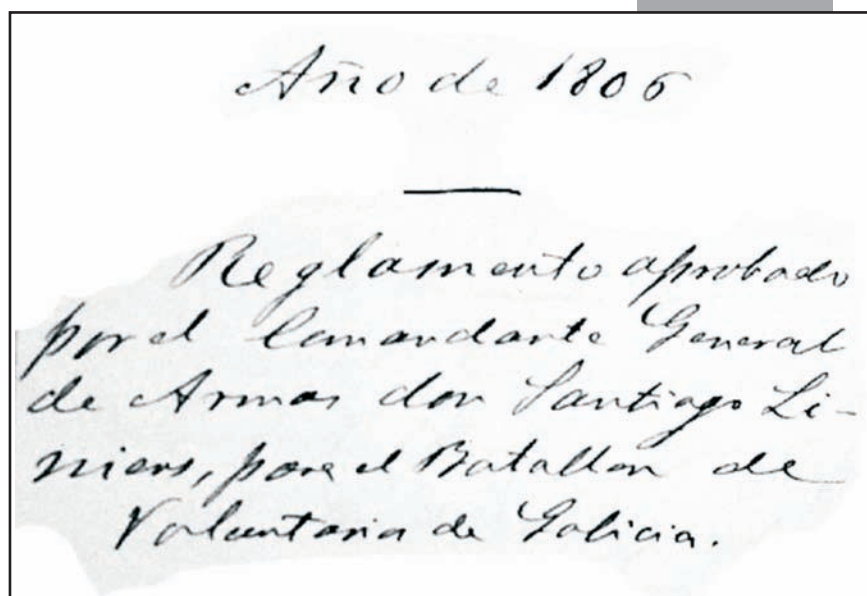 Año de 1806
Reglamento aprobado
por el Comandante General
de Armas don Santiago Li-
niers, para el Batallon de
Voluntaria de Galicia.